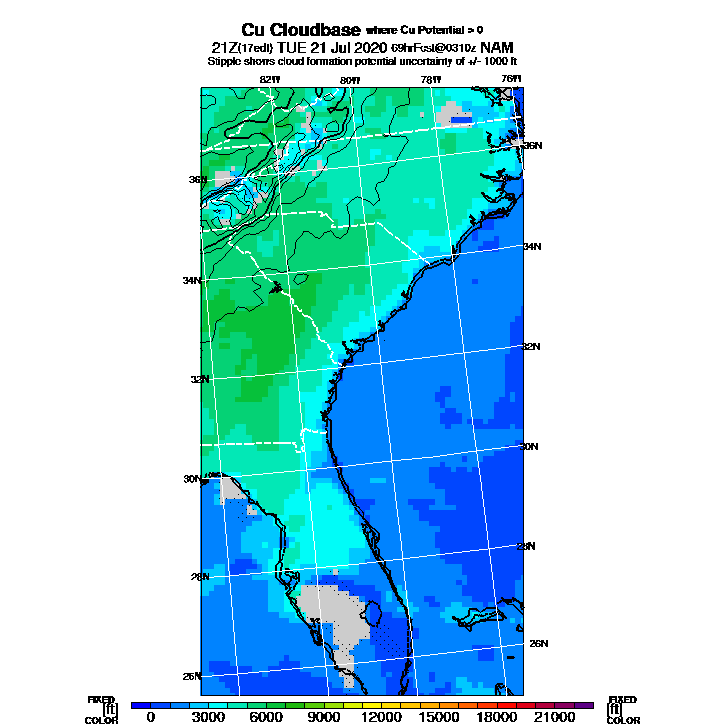 Cu Cloudbase where Cu Potential > 0
21Z(17edt) TUE 21 Jul 2020 69hrFcst@0310z NAM
Stipple shows cloud formation potential uncertainty of +/- 1000 ft
82W 80W 78W 76W
36N
36N
34N
34N
32N
32N
30N
30N
28N
28N
26N
26N
FIXED FIXED
[ft] [ft]
COLOR COLOR
0 3000 6000 9000 12000 15000 18000 21000